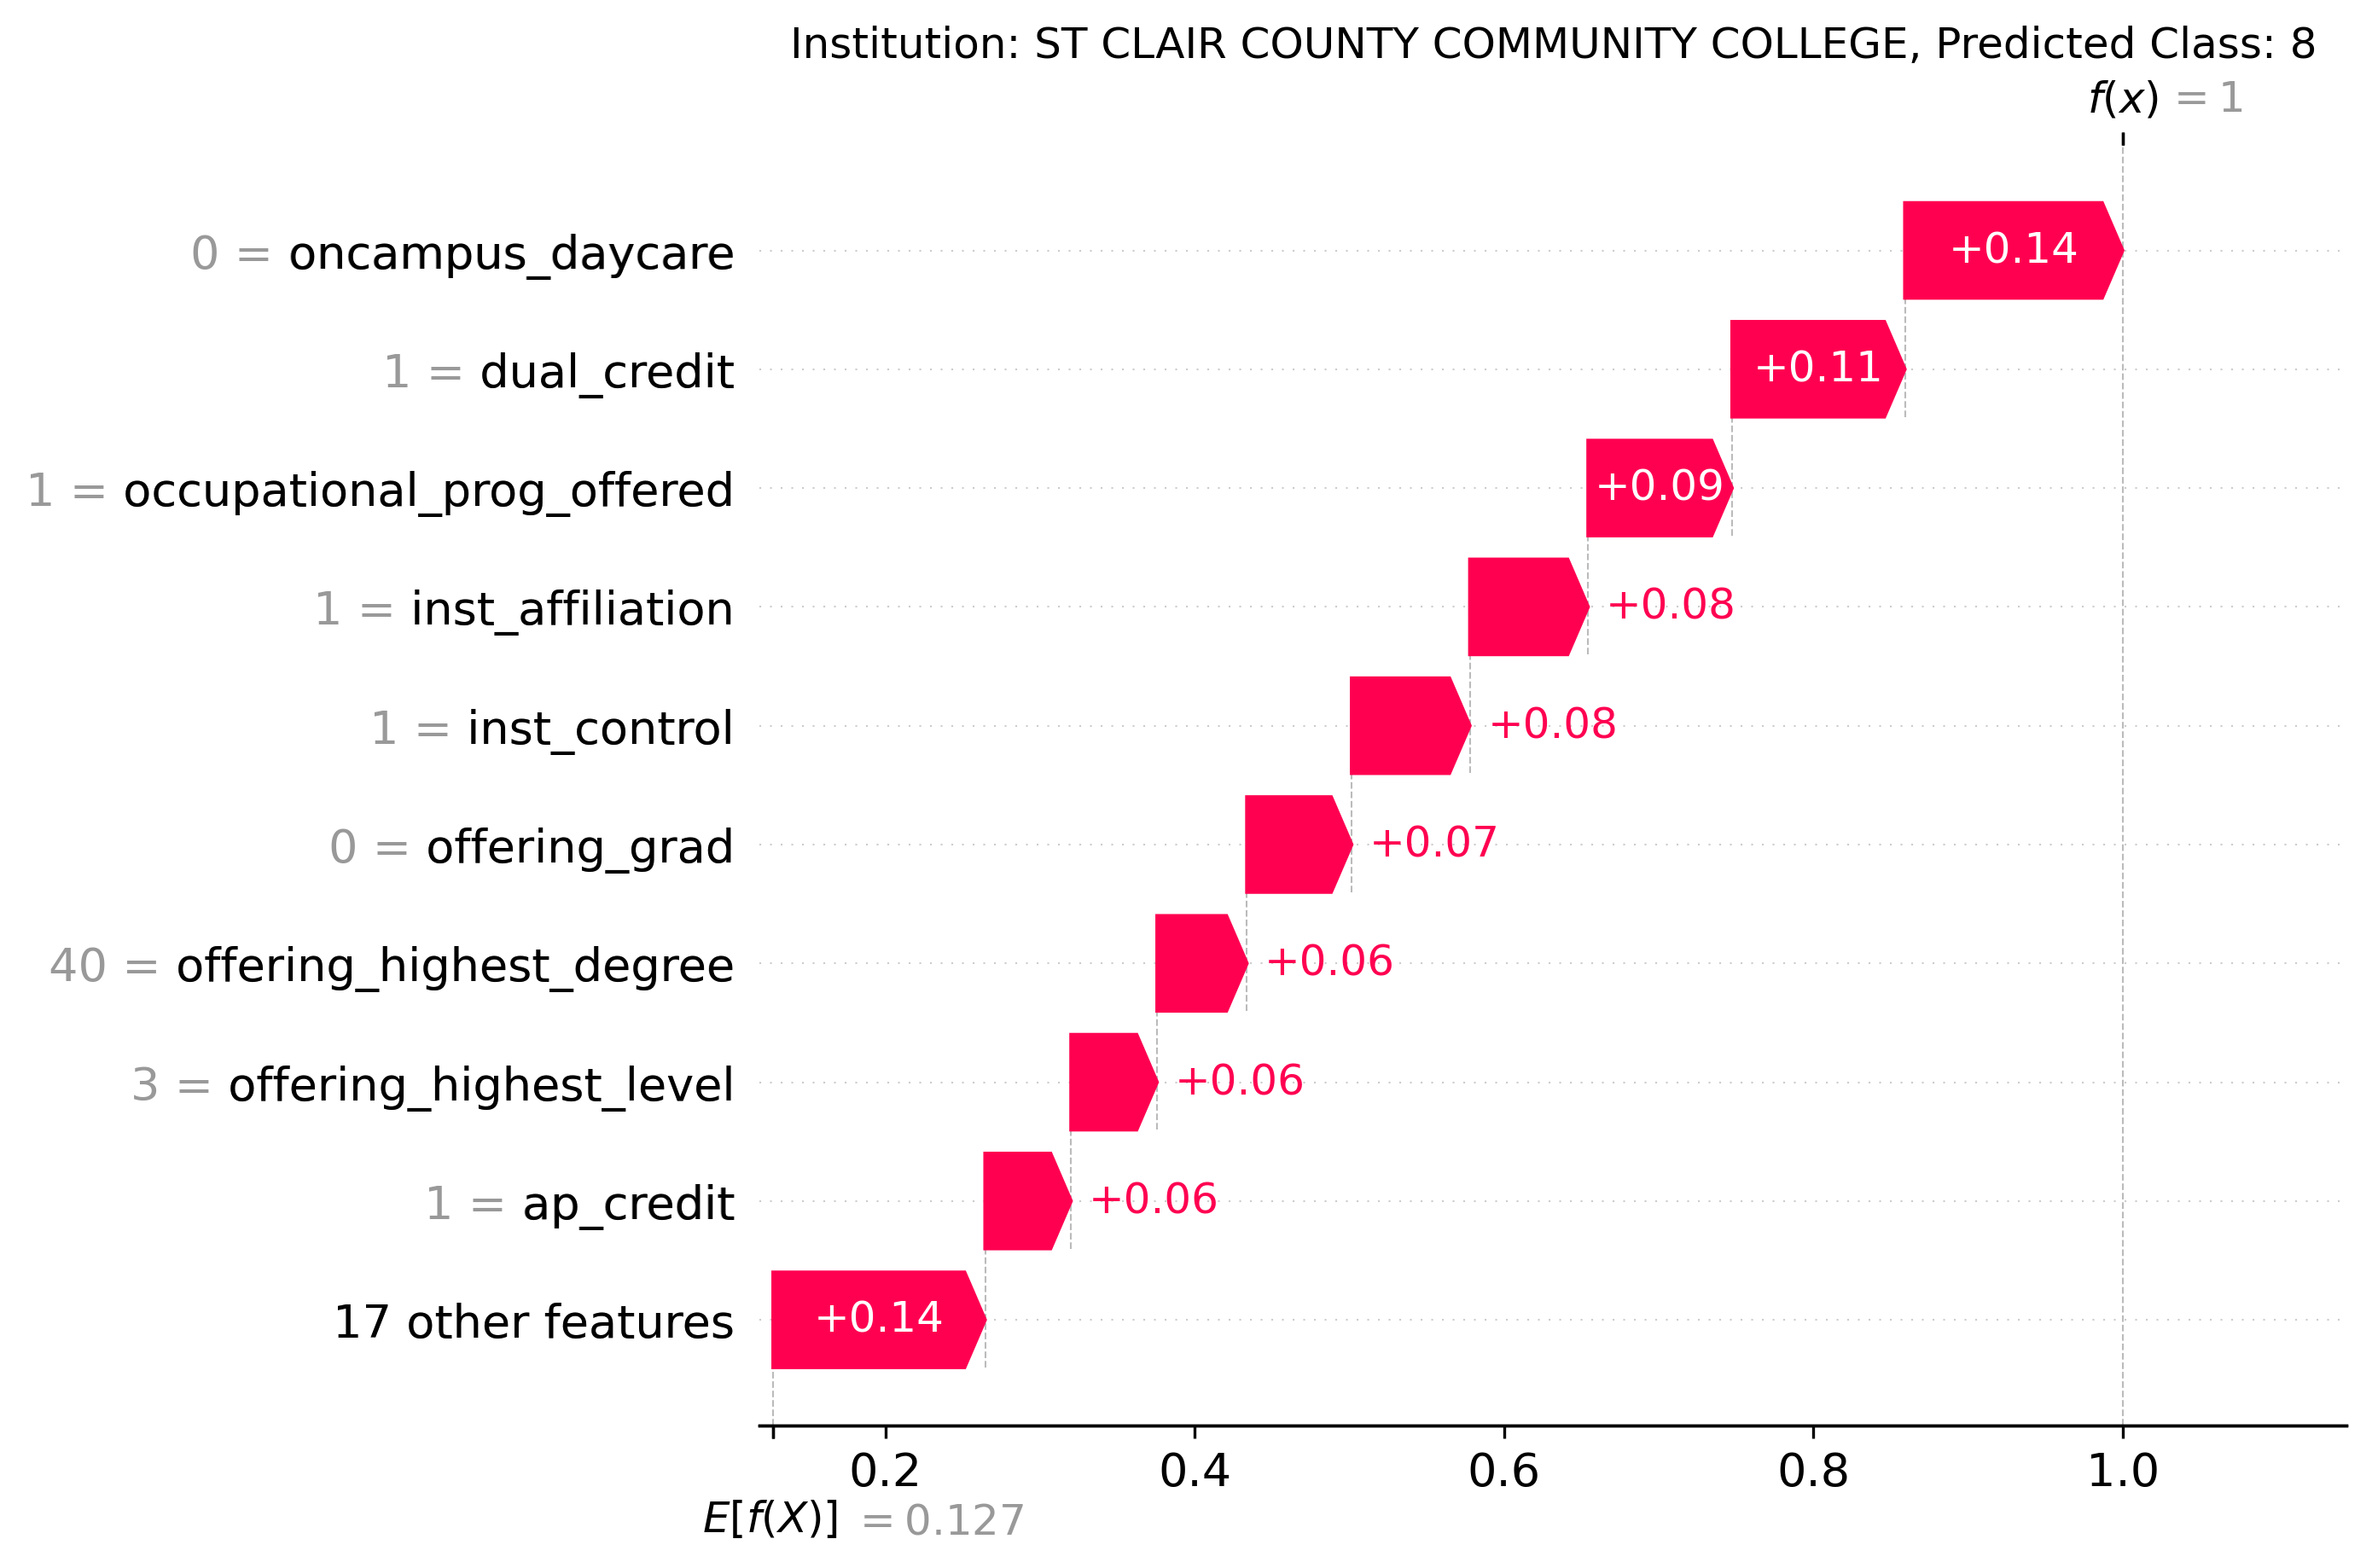 Institution: ST CLAIR COUNTY COMMUNITY COLLEGE, Predicted Class: 8
f(x) = 1
0 = oncampus_daycare +0.14
1 = dual_credit +0.11
1 = occupational_prog_offered +0.09
1 = inst_affiliation +0.08
1 = inst_control +0.08
0 = offering_grad +0.07
40 = offering_highest_degree +0.06
3 = offering_highest_level +0.06
1 = ap_credit +0.06
17 other features +0.14
0.2 0.4 0.6 0.8 1.0
E[f(X)] = 0.127